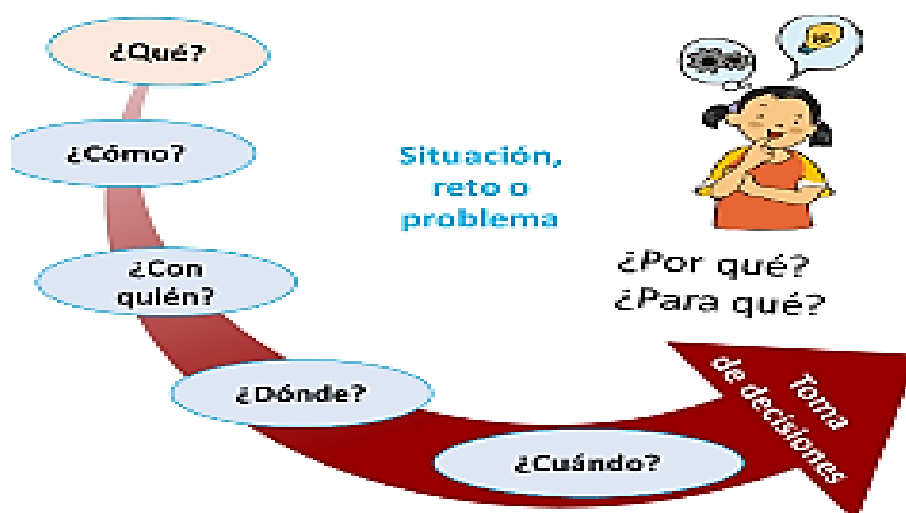 ¿Qué?
¿Cómo?
Situación,
reto o
problema
¿Con
quién?
¿Por qué?
¿Para qué?
¿Dónde?
¿Cuándo?
Toma
de decisiones